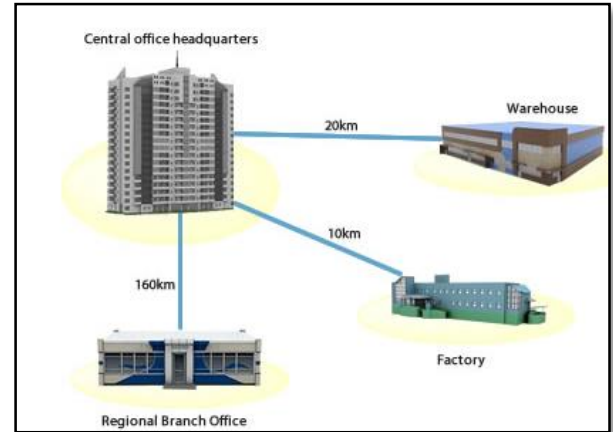 Central office headquarters
Warehouse
20km
10km
160km
Factory
Regional Branch Office